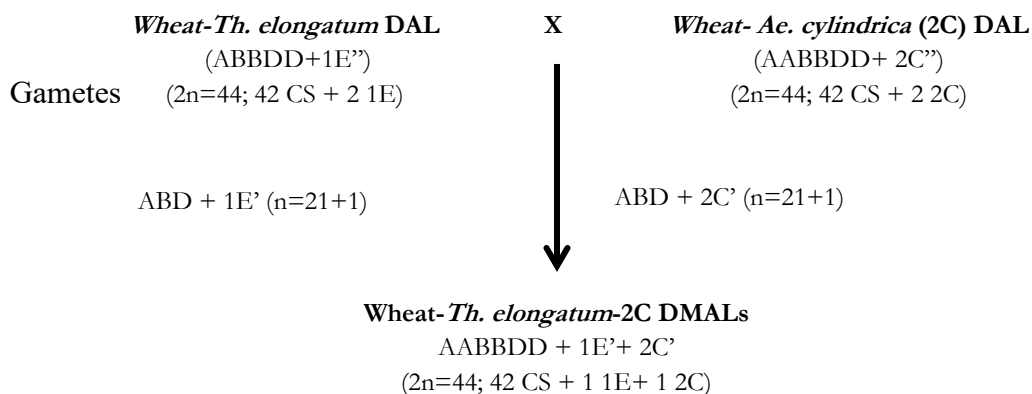 Wheat-Th. elongatum DAL X Wheat- Ae. cylindrica (2C) DAL
(ABBDD+1E”) (AABBDD+ 2C”)
Gametes (2n=44; 42 CS + 2 1E) (2n=44; 42 CS + 2 2C)
ABD + 1E’ (n=21+1) ABD + 2C’ (n=21+1)
Wheat-Th. elongatum-2C DMALs
AABBDD + 1E’+ 2C’
(2n=44; 42 CS + 1 1E+ 1 2C)